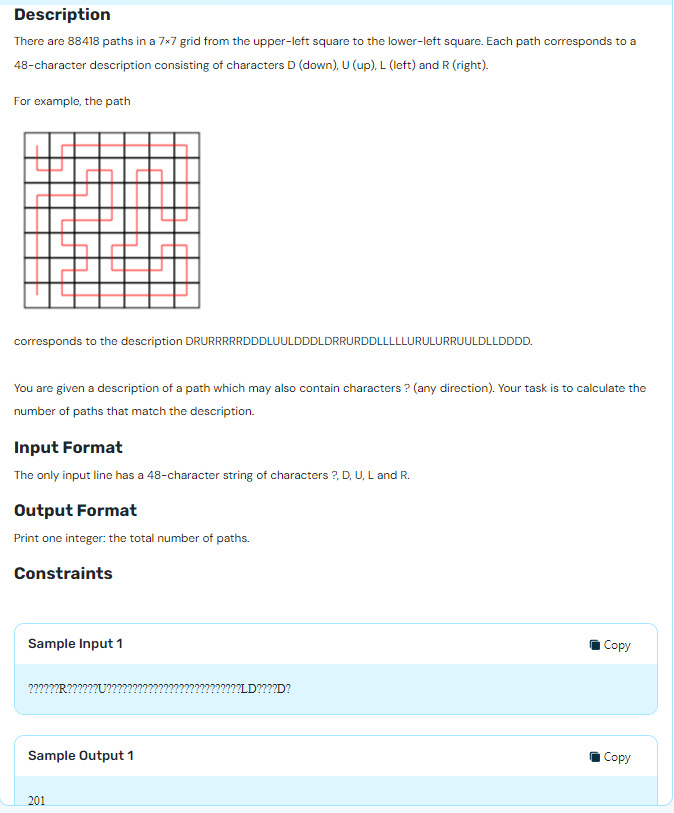 Description
There are 88418 paths in a 7×7 grid from the upper-left square to the lower-left square. Each path corresponds to a
48-character description consisting of characters D (down), U (up), L (left) and R (right).
For example, the path
corresponds to the description DRURRRRRDDDLUULDDDLDRRURDDLLLLLURULURRUULDLLDDDD.
You are given a description of a path which may also contain characters ? (any direction). Your task is to calculate the
number of paths that match the description.
Input Format
The only input line has a 48-character string of characters ?, D, U, L and R.
Output Format
Print one integer: the total number of paths.
Constraints
Sample Input 1
Copy
??????R??????U??????????????????????????LD????D?
Sample Output 1
Copy
201